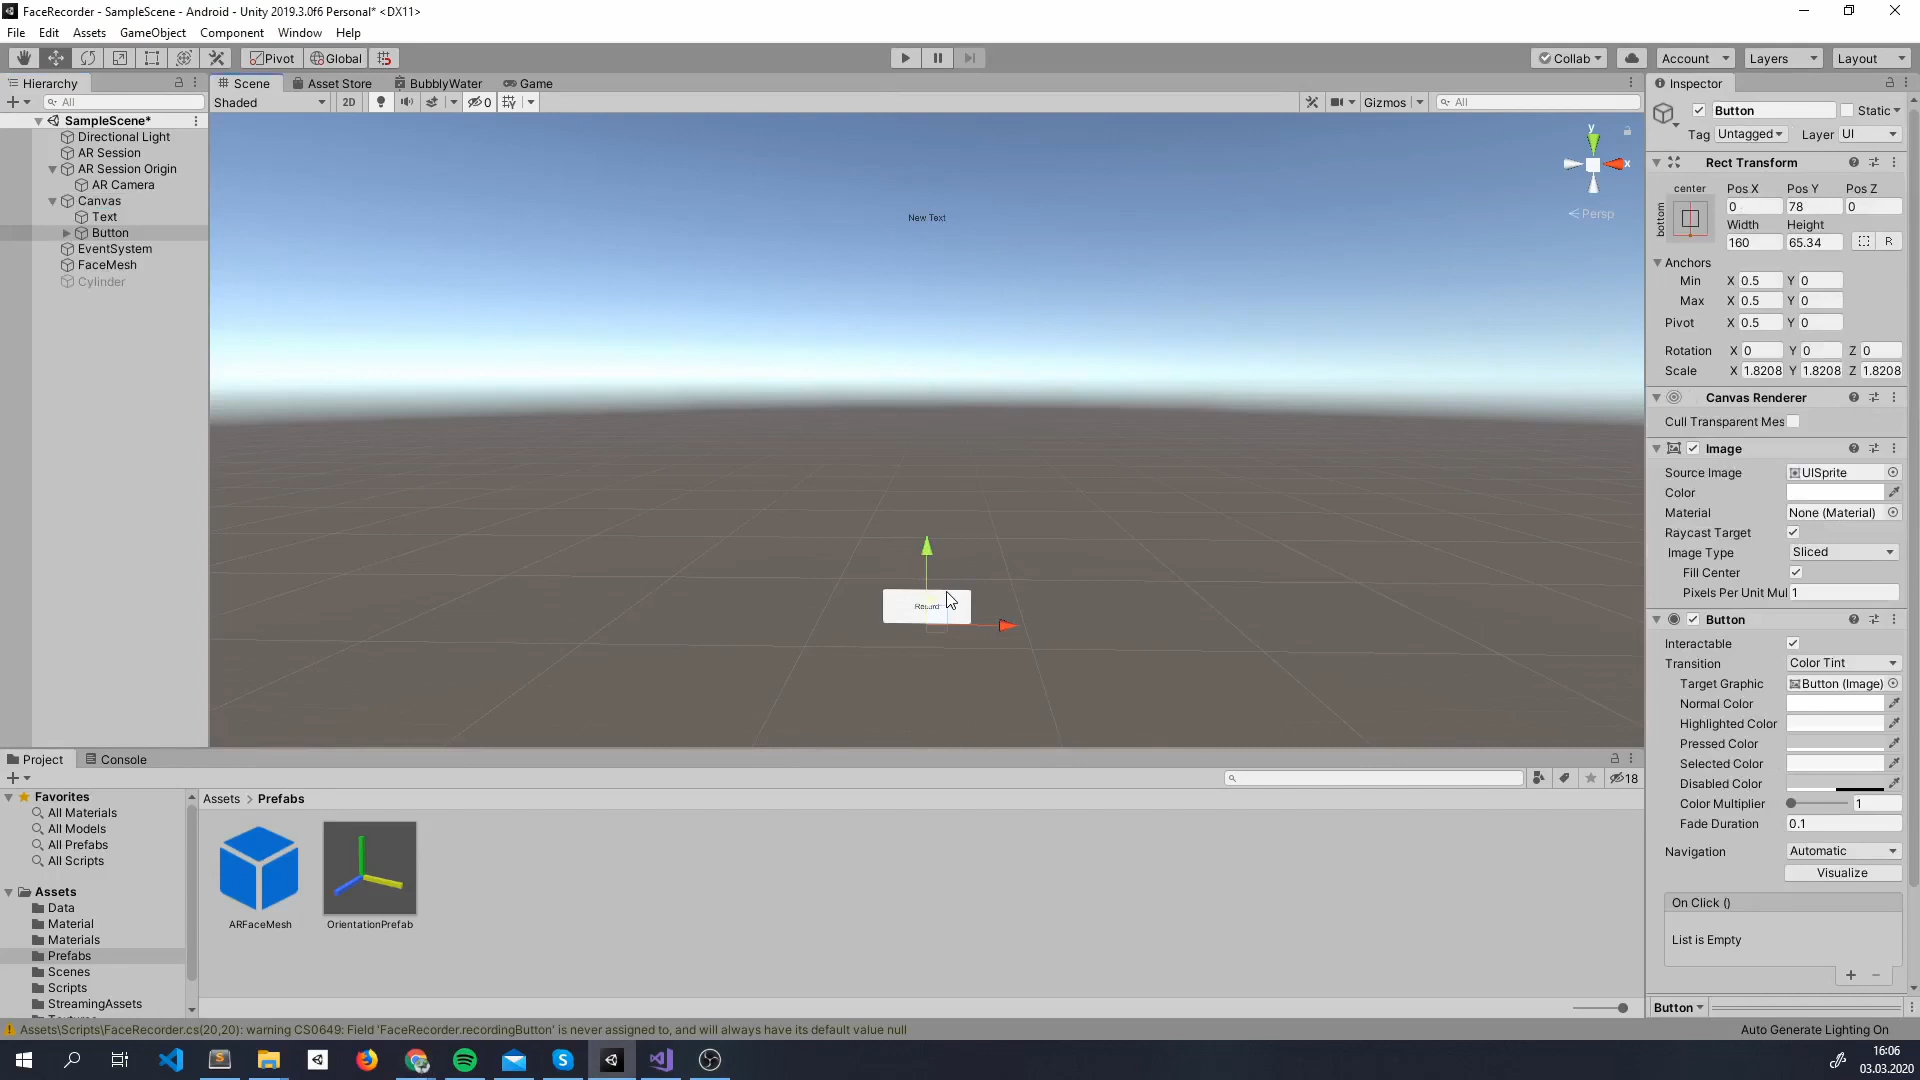 FaceRecorder - SampleScene - Android - Unity 2019.3.0f6 Personal* <DX11>
File Edit Assets GameObject Component Window Help
Pivot Global
Collab Account Layers Layout
Hierarchy
All
SampleScene*
Directional Light
AR Session
AR Session Origin
AR Camera
Canvas
Text
Button
EventSystem
FaceMesh
Cylinder
Scene Asset Store BubblyWater Game
Shaded 2D 0 Gizmos All
y
x
Persp
New Text
Record
Inspector
Button Static
Tag Untagged Layer UI
Rect Transform
center
bottom
Pos X Pos Y Pos Z
0 78 0
Width Height
160 65.34 R
Anchors
Min X 0.5 Y 0
Max X 0.5 Y 0
Pivot X 0.5 Y 0
Rotation X 0 Y 0 Z 0
Scale X 1.8208 Y 1.8208 Z 1.8208
Canvas Renderer
Cull Transparent Mes
Image
Source Image UISprite
Color
Material None (Material)
Raycast Target
Image Type Sliced
Fill Center
Pixels Per Unit Mul 1
Button
Interactable
Transition Color Tint
Target Graphic Button (Image)
Normal Color
Highlighted Color
Pressed Color
Selected Color
Disabled Color
Color Multiplier 1
Fade Duration 0.1
Navigation Automatic
Visualize
On Click ()
List is Empty
+ −
Button
Project Console
18
Favorites
All Materials
All Models
All Prefabs
All Scripts
Assets
Data
Material
Materials
Prefabs
Scenes
Scripts
StreamingAssets
Assets > Prefabs
ARFaceMesh OrientationPrefab
Assets\Scripts\FaceRecorder.cs(20,20): warning CS0649: Field 'FaceRecorder.recordingButton' is never assigned to, and will always have its default value null
Auto Generate Lighting On
16:06
03.03.2020